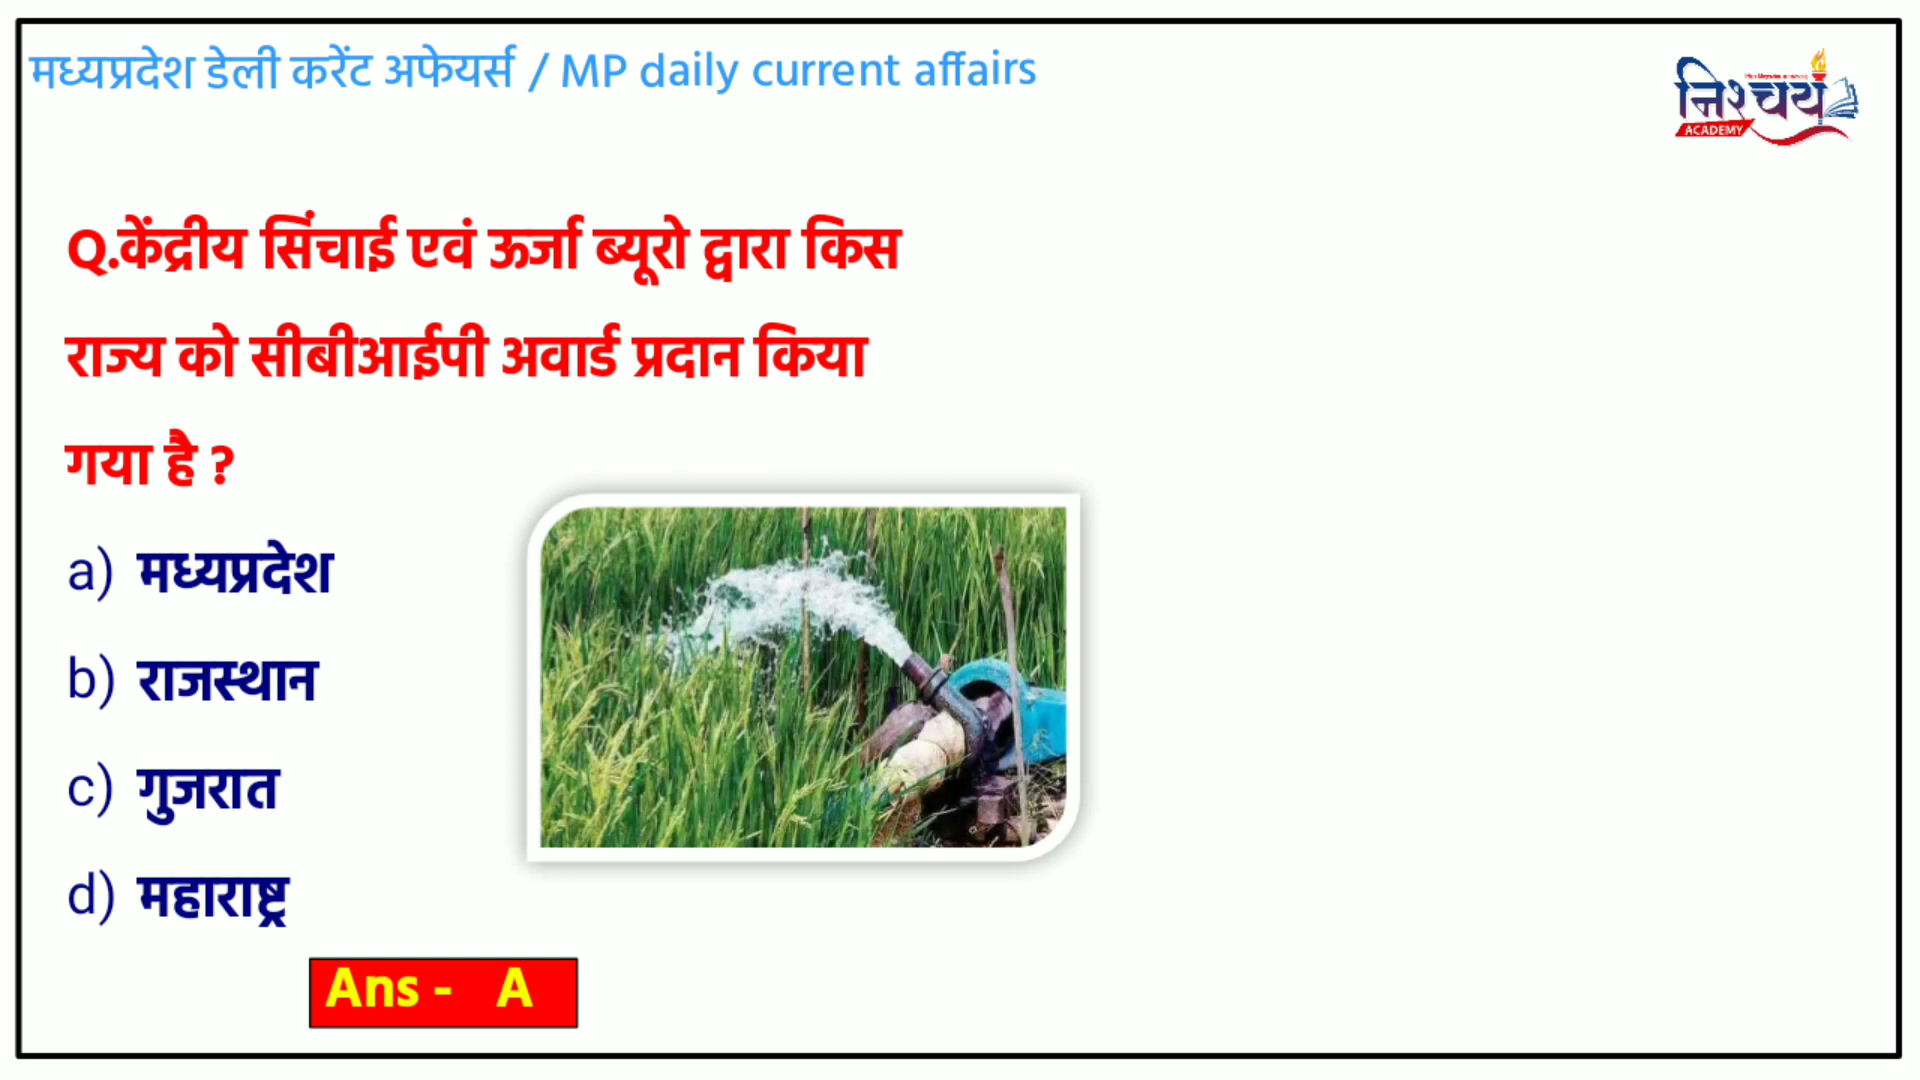 मध्यप्रदेश डेली करेंट अफेयर्स / MP daily current affairs
निश्चय
ACADEMY
Q.केंद्रीय सिंचाई एवं ऊर्जा ब्यूरो द्वारा किस
राज्य को सीबीआईपी अवार्ड प्रदान किया
गया है ?
a) मध्यप्रदेश
b) राजस्थान
c) गुजरात
d) महाराष्ट्र
Ans - A